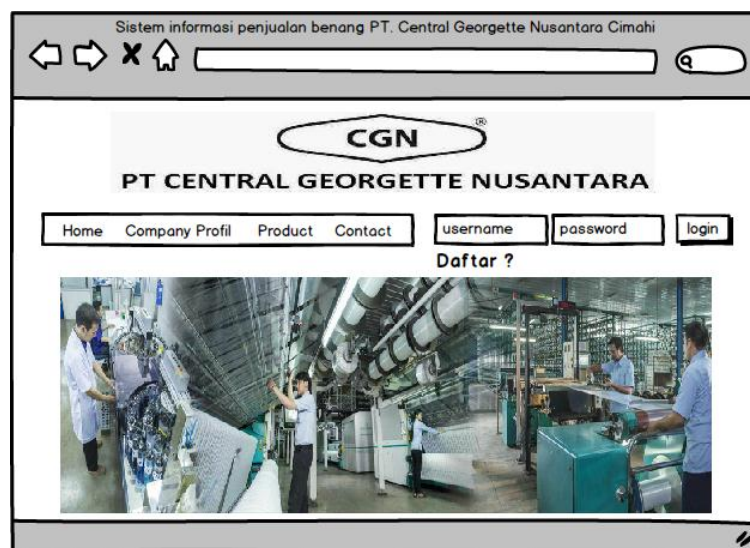 Sistem informasi penjualan benang PT. Central Georgette Nusantara Cimahi
CGN ®
PT CENTRAL GEORGETTE NUSANTARA
Home Company Profil Product Contact username password login
Daftar ?